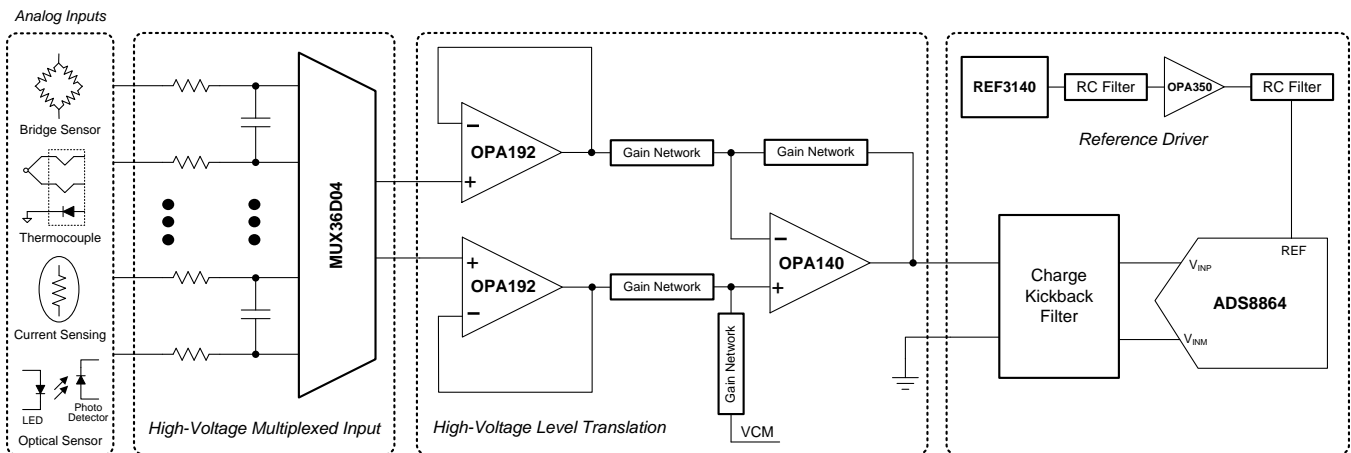 Analog Inputs
Bridge Sensor
Thermocouple
Current Sensing
LED
Photo
Detector
Optical Sensor
MUX36D04
High-Voltage Multiplexed Input
OPA192
OPA192
Gain Network
Gain Network
Gain Network
Gain Network
OPA140
VCM
High-Voltage Level Translation
REF3140
RC Filter
OPA350
RC Filter
Reference Driver
Charge
Kickback
Filter
VINP
VINM
REF
ADS8864